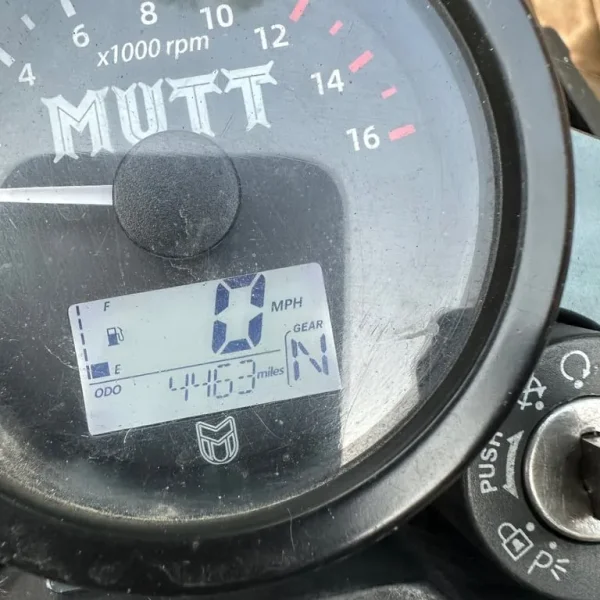 4 6 8 10 12 14 16
x1000 rpm
MUTT
F
0 MPH
E
GEAR
N
ODO 4463 miles
PUSH
P